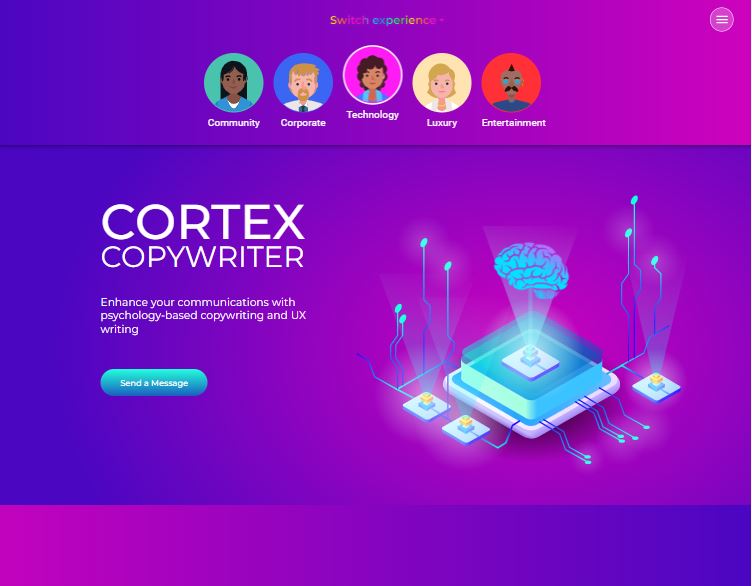 Switch experience
Community
Corporate
Technology
Luxury
Entertainment
CORTEX
COPYWRITER
Enhance your communications with
psychology-based copywriting and UX
writing
Send a Message